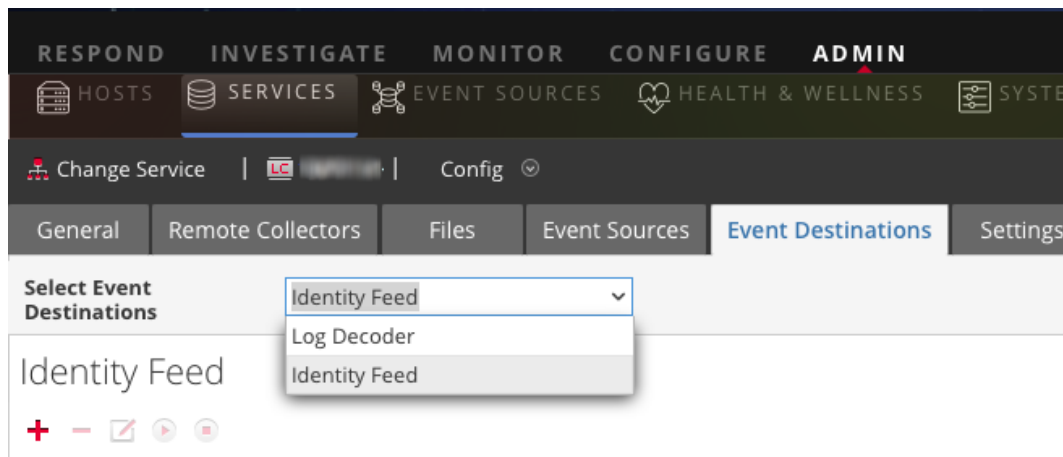 RESPOND INVESTIGATE MONITOR CONFIGURE ADMIN
HOSTS SERVICES EVENT SOURCES HEALTH & WELLNESS SYSTE
Change Service | LC | Config
General Remote Collectors Files Event Sources Event Destinations Settings
Select Event
Destinations
Identity Feed
Log Decoder
Identity Feed
Identity Feed